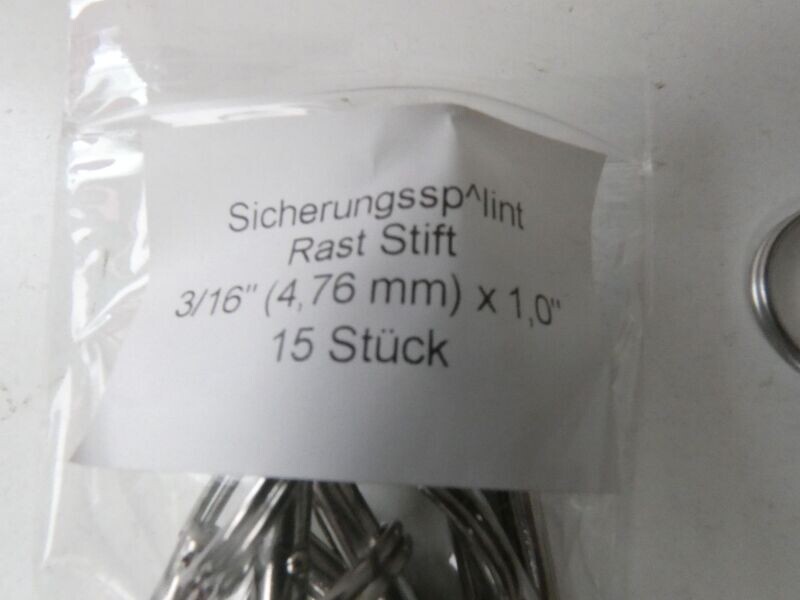 Sicherungssp^lint
Rast Stift
3/16" (4,76 mm) x 1,0"
15 Stück